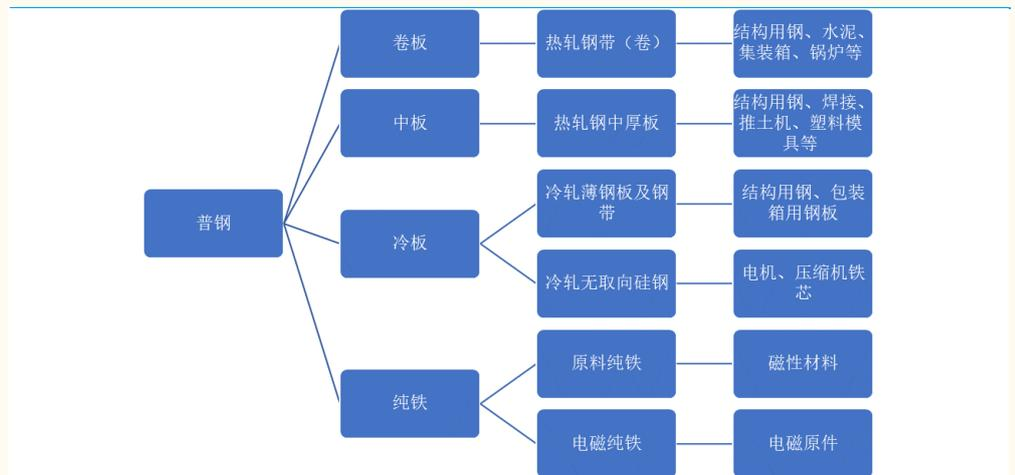 卷板
热轧钢带（卷）
结构用钢、水泥、
集装箱、锅炉等
中板
热轧钢中厚板
结构用钢、焊接、
推土机、塑料模
具等
普钢
冷板
冷轧薄钢板及钢
带
结构用钢、包装
箱用钢板
冷轧无取向硅钢
电机、压缩机铁
芯
纯铁
原料纯铁
磁性材料
电磁纯铁
电磁原件